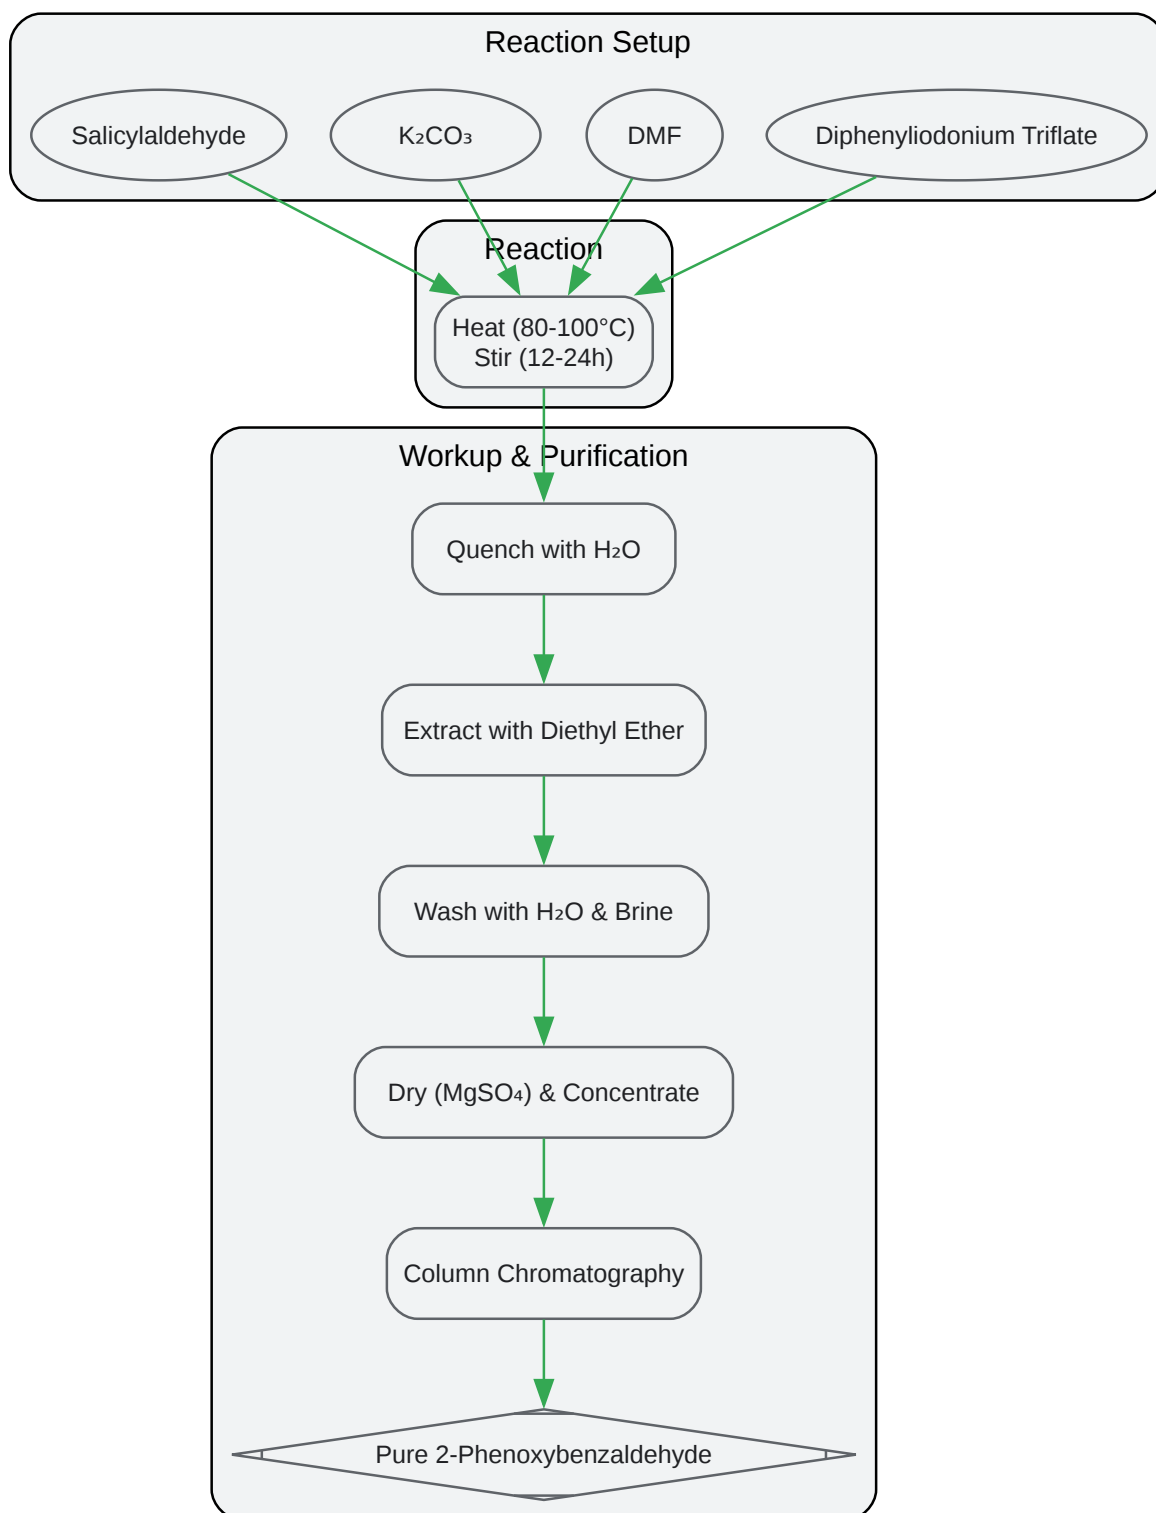 Reaction Setup
Salicylaldehyde
K₂CO₃
DMF
Diphenyliodonium Triflate
Reaction
Heat (80-100°C)
Stir (12-24h)
Workup & Purification
Quench with H₂O
Extract with Diethyl Ether
Wash with H₂O & Brine
Dry (MgSO₄) & Concentrate
Column Chromatography
Pure 2-Phenoxybenzaldehyde